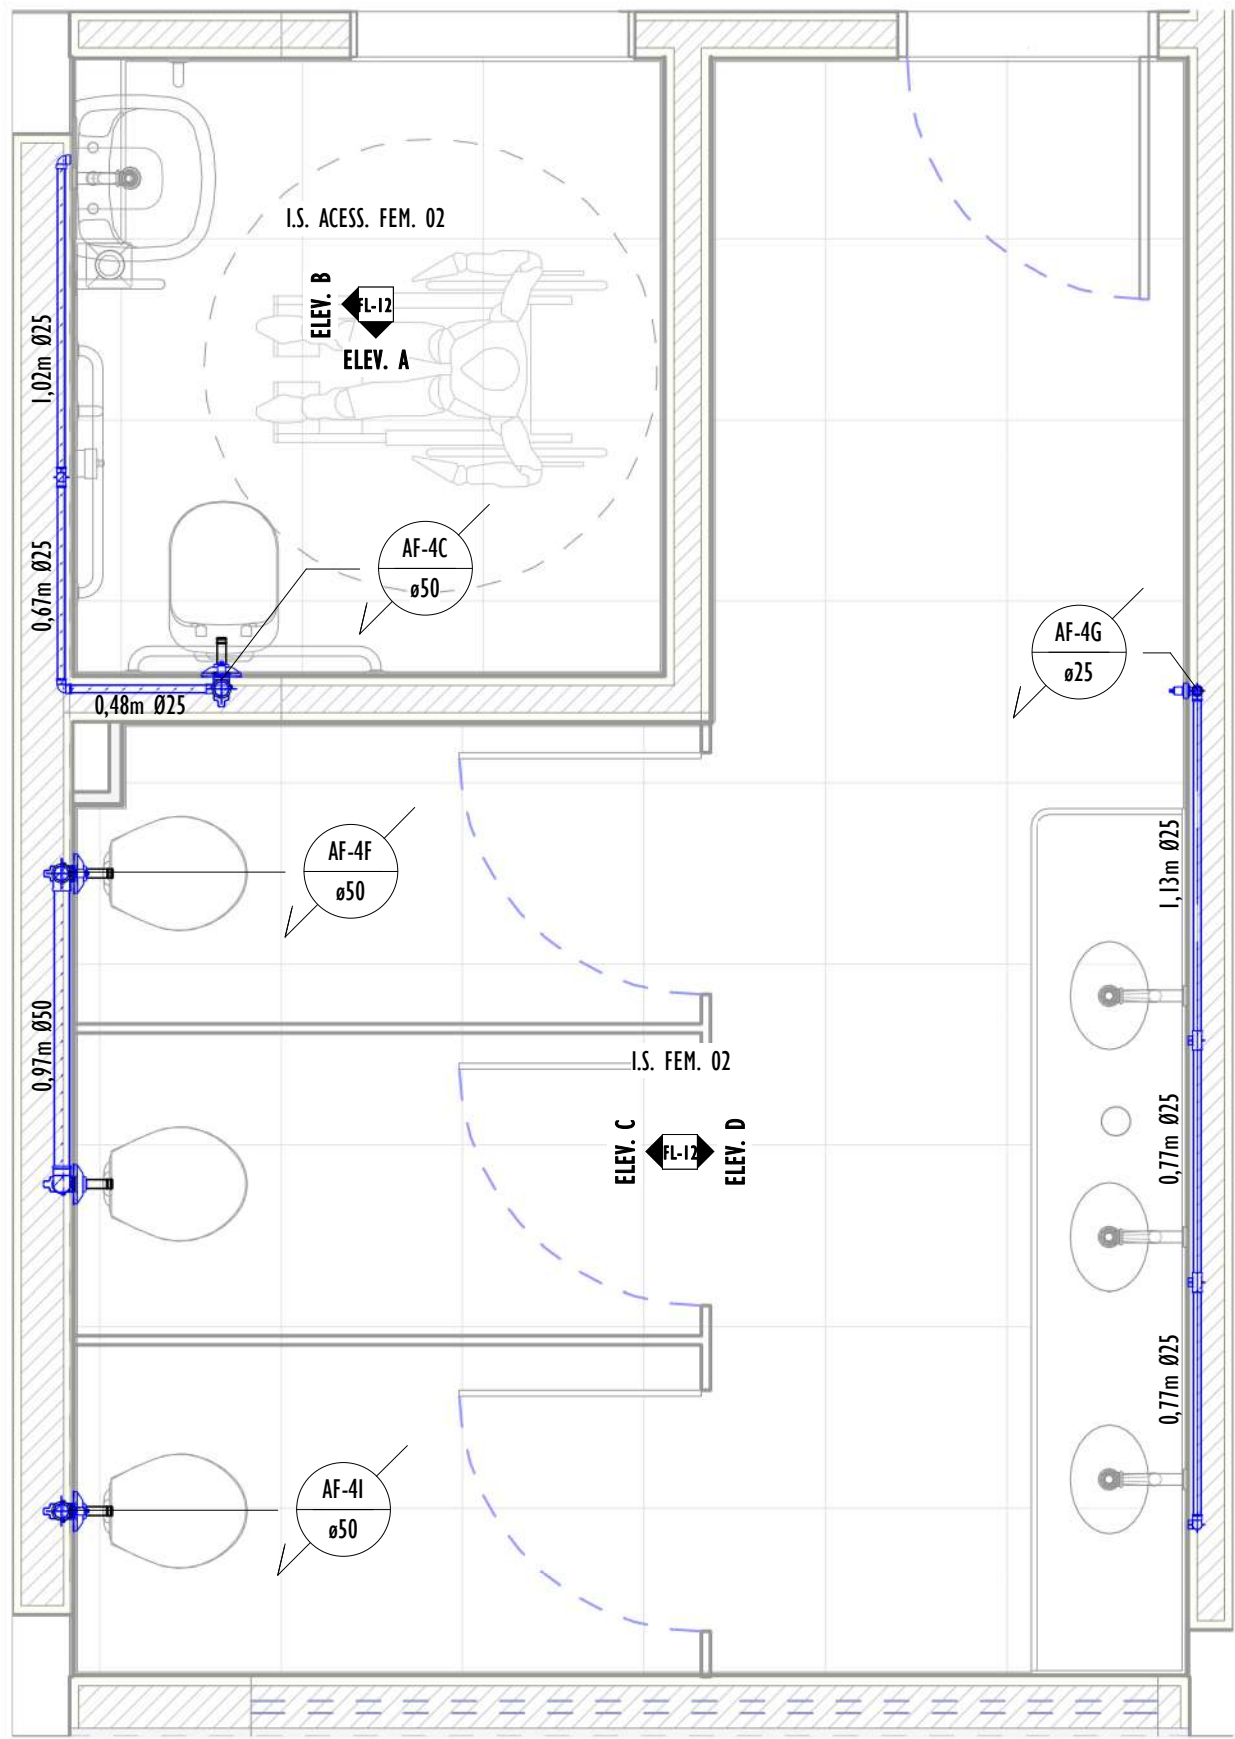 I.S. ACESS. FEM. 02
ELEV. B
FL-12
ELEV. A
1,02m Ø25
0,67m Ø25
AF-4C
ø50
0,48m Ø25
AF-4G
ø25
AF-4F
ø50
1,13m Ø25
0,97m Ø50
I.S. FEM. 02
ELEV. C
FL-12
ELEV. D
0,77m Ø25
0,77m Ø25
AF-4I
ø50